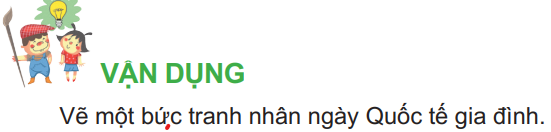 VẬN DỤNG
Vẽ một bức tranh nhân ngày Quốc tế gia đình.